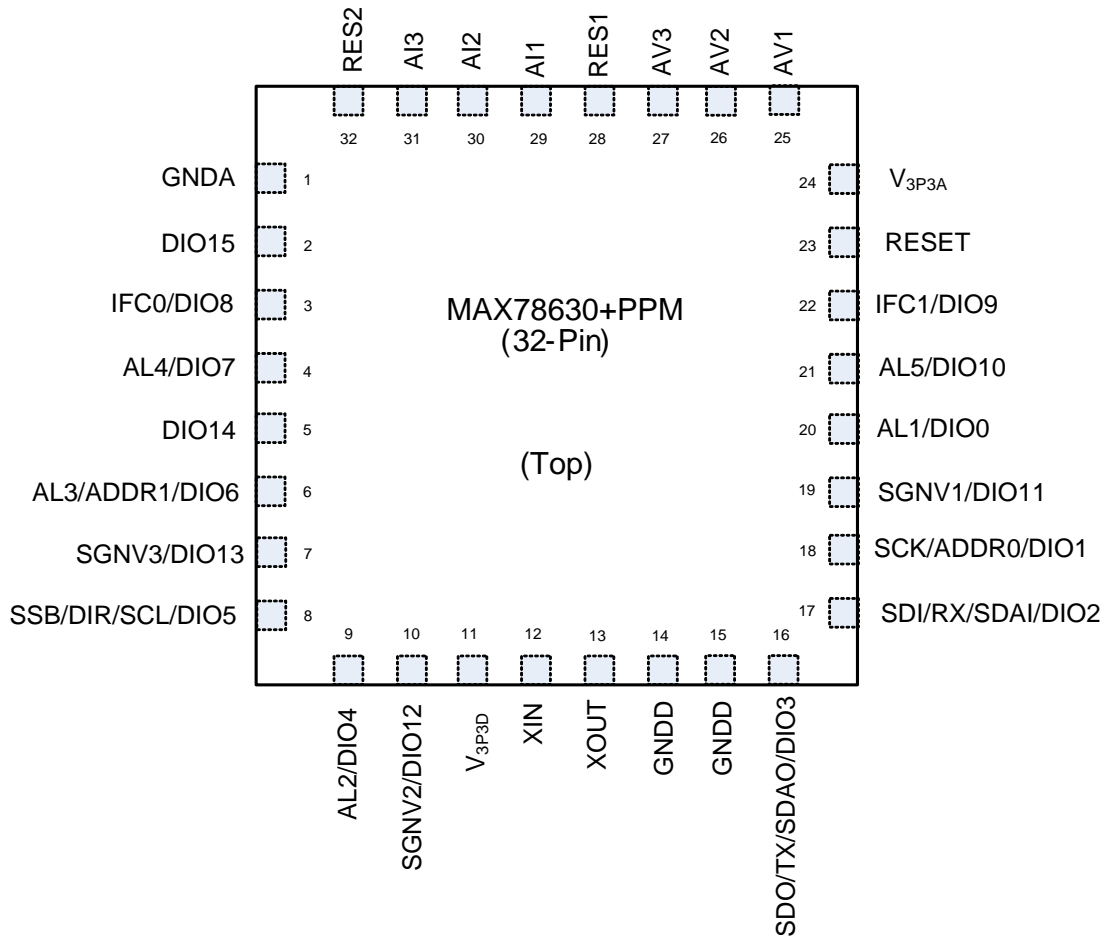 RES2
AI3
AI2
AI1
RES1
AV3
AV2
AV1
32
31
30
29
28
27
26
25
GNDA
1
24
V3P3A
DIO15
2
23
RESET
IFC0/DIO8
3
MAX78630+PPM
(32-Pin)
22
IFC1/DIO9
AL4/DIO7
4
21
AL5/DIO10
DIO14
5
20
AL1/DIO0
(Top)
AL3/ADDR1/DIO6
6
19
SGNV1/DIO11
SGNV3/DIO13
7
18
SCK/ADDR0/DIO1
SSB/DIR/SCL/DIO5
8
17
SDI/RX/SDAI/DIO2
9
10
11
12
13
14
15
16
AL2/DIO4
SGNV2/DIO12
V3P3D
XIN
XOUT
GNDD
GNDD
SDO/TX/SDAO/DIO3